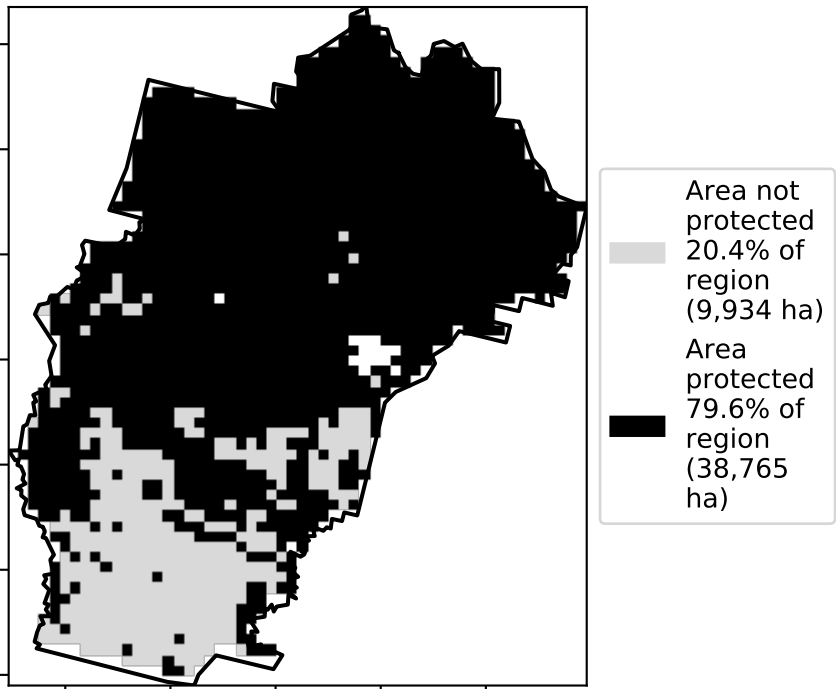 Area not
protected
20.4% of
region
(9,934 ha)
Area
protected
79.6% of
region
(38,765
ha)